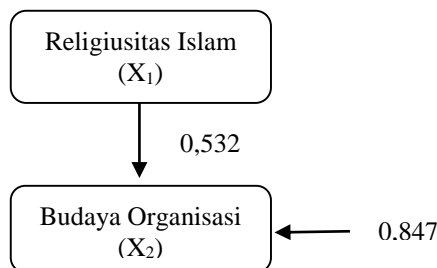 Religiusitas Islam
(X₁)
0,532
Budaya Organisasi
(X₂)
0.847